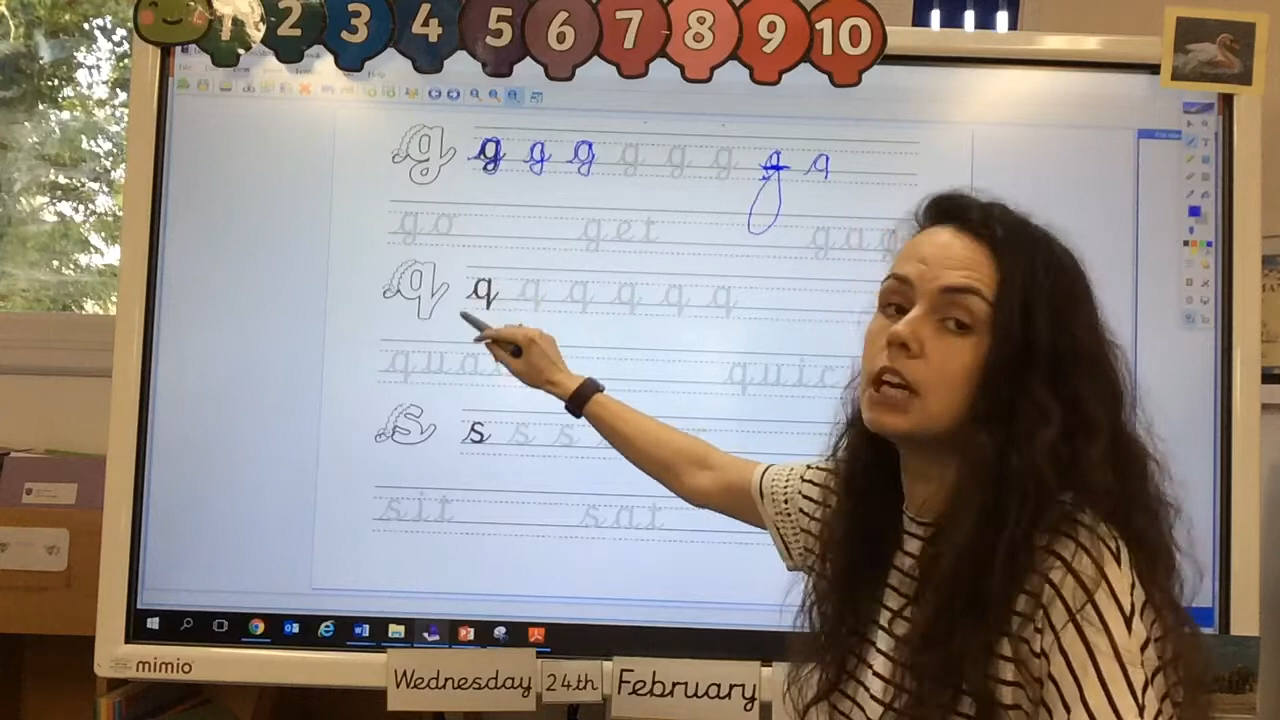 1 2 3 4 5 6 7 8 9 10
g g g g g g g g g q
go get gag
q q q q q q q
quick
s s s s
sit sat
mimio
Wednesday 24th February